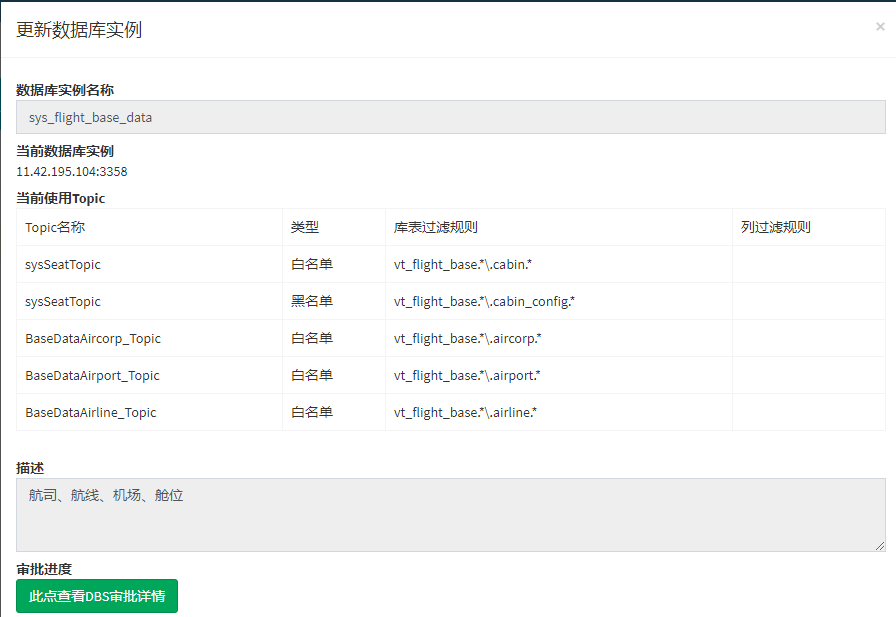 更新数据库实例
×
数据库实例名称
sys_flight_base_data
当前数据库实例
11.42.195.104:3358
当前使用Topic
Topic名称 类型 库表过滤规则 列过滤规则
sysSeatTopic 白名单 vt_flight_base.*\.cabin.*
sysSeatTopic 黑名单 vt_flight_base.*\.cabin_config.*
BaseDataAircorp_Topic 白名单 vt_flight_base.*\.aircorp.*
BaseDataAirport_Topic 白名单 vt_flight_base.*\.airport.*
BaseDataAirline_Topic 白名单 vt_flight_base.*\.airline.*
描述
航司、航线、机场、舱位
审批进度
此点查看DBS审批详情